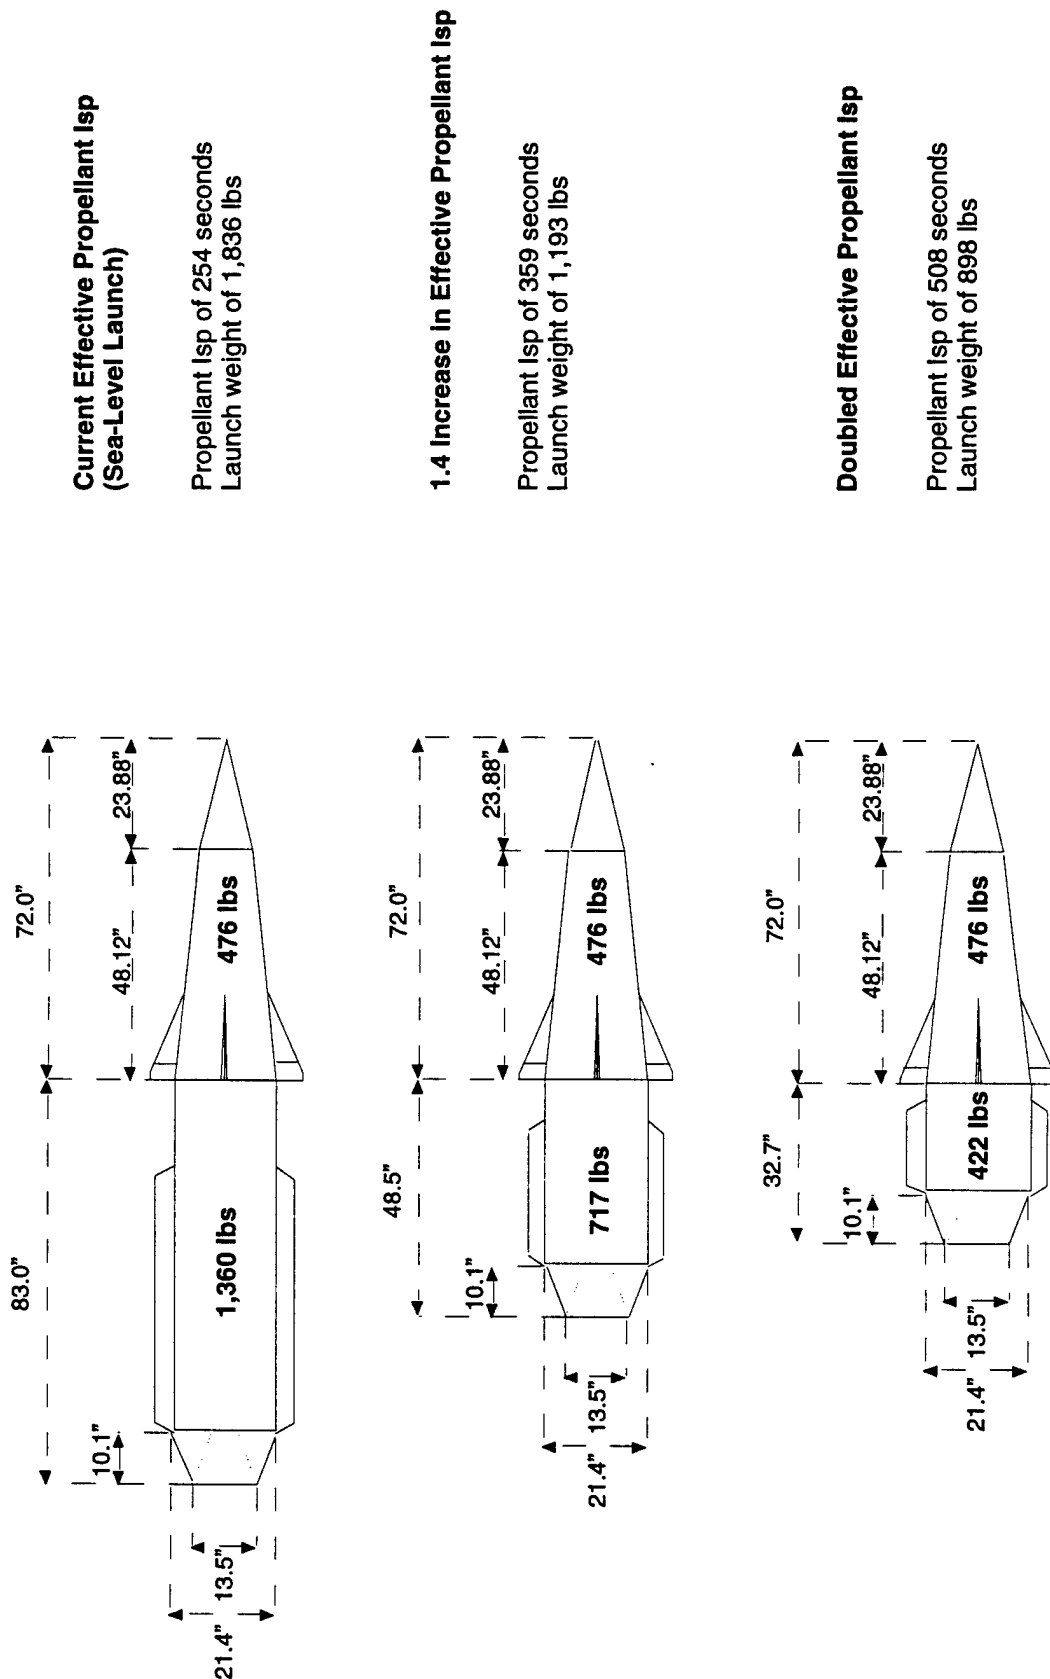 Current Effective Propellant Isp
(Sea-Level Launch)
Propellant Isp of 254 seconds
Launch weight of 1,836 lbs
72.0"
83.0"
23.88"
48.12"
10.1"
476 lbs
1,360 lbs
13.5"
21.4"
1.4 Increase in Effective Propellant Isp
Propellant Isp of 359 seconds
Launch weight of 1,193 lbs
72.0"
48.5"
23.88"
48.12"
10.1"
476 lbs
717 lbs
13.5"
21.4"
Doubled Effective Propellant Isp
Propellant Isp of 508 seconds
Launch weight of 898 lbs
72.0"
32.7"
23.88"
48.12"
10.1"
476 lbs
422 lbs
13.5"
21.4"